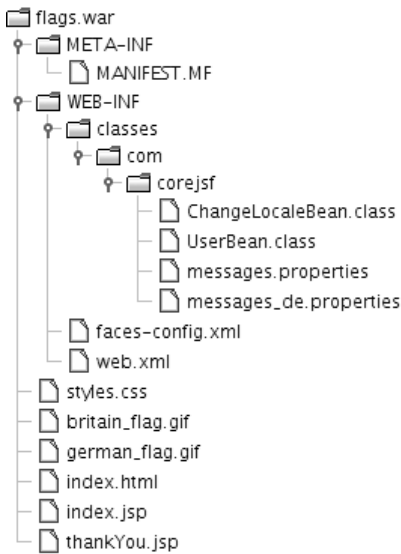 flags.war
META-INF
MANIFEST.MF
WEB-INF
classes
com
corejsf
ChangeLocaleBean.class
UserBean.class
messages.properties
messages_de.properties
faces-config.xml
web.xml
styles.css
britain_flag.gif
german_flag.gif
index.html
index.jsp
thankYou.jsp